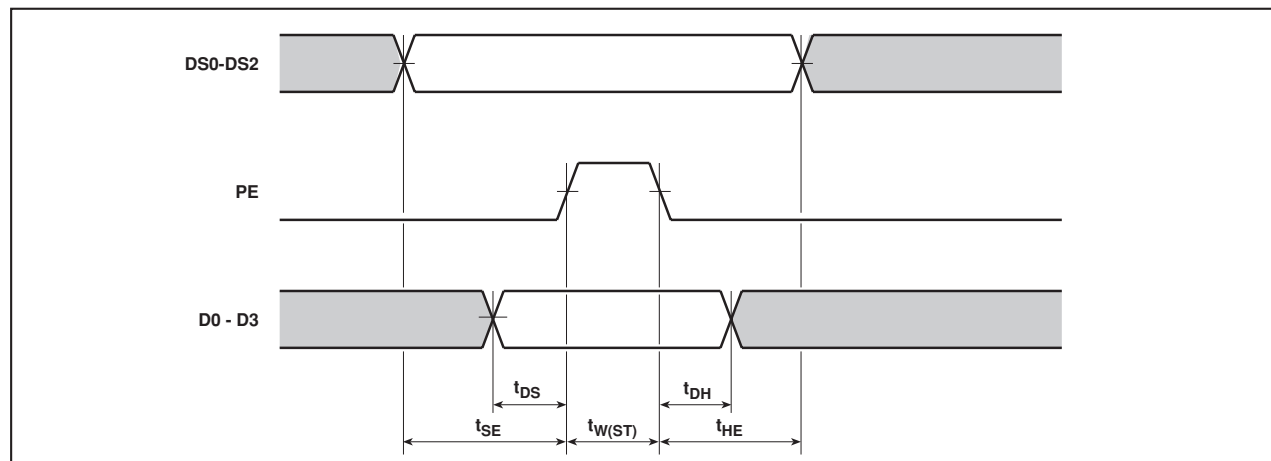 DS0-DS2
PE
D0 - D3
tDS
tDH
tSE
tW(ST)
tHE